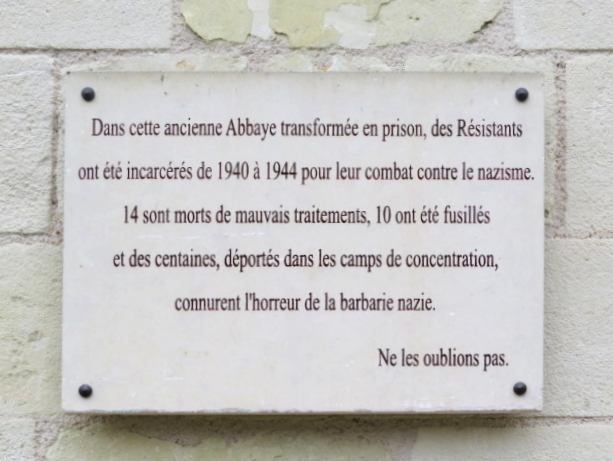 Dans cette ancienne Abbaye transformée en prison, des Résistants
ont été incarcérés de 1940 à 1944 pour leur combat contre le nazisme.
14 sont morts de mauvais traitements, 10 ont été fusillés
et des centaines, déportés dans les camps de concentration,
connurent l'horreur de la barbarie nazie.
Ne les oublions pas.